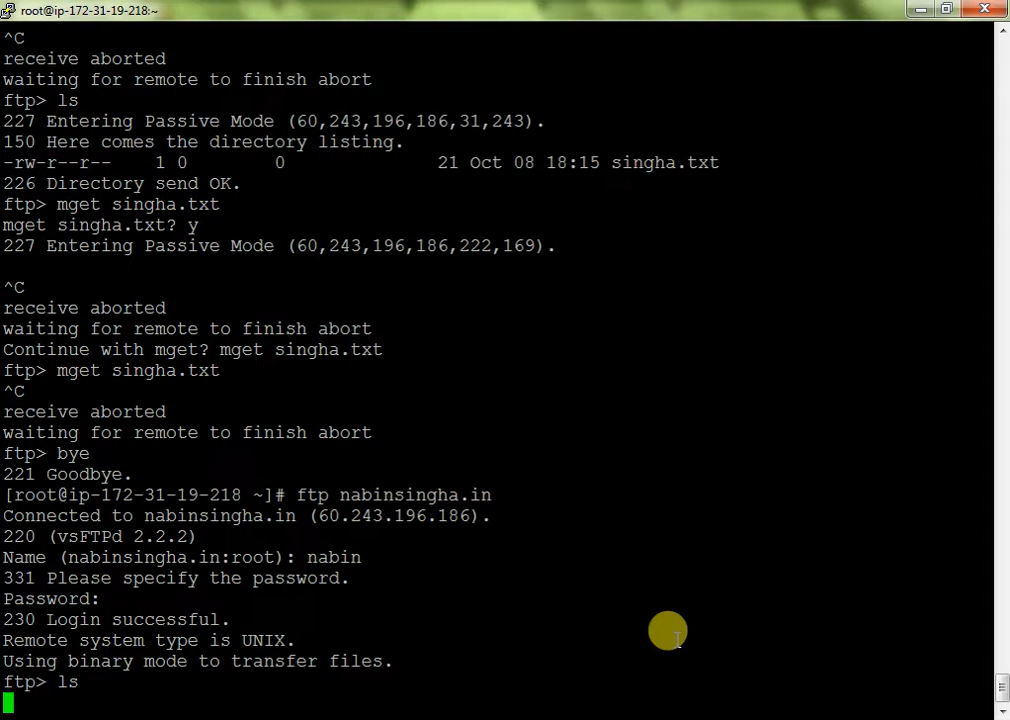 root@ip-172-31-19-218:~
^C
receive aborted
waiting for remote to finish abort
ftp> ls
227 Entering Passive Mode (60,243,196,186,31,243).
150 Here comes the directory listing.
-rw-r--r--    1 0        0              21 Oct 08 18:15 singha.txt
226 Directory send OK.
ftp> mget singha.txt
mget singha.txt? y
227 Entering Passive Mode (60,243,196,186,222,169).
^C
receive aborted
waiting for remote to finish abort
Continue with mget? mget singha.txt
ftp> mget singha.txt
^C
receive aborted
waiting for remote to finish abort
ftp> bye
221 Goodbye.
[root@ip-172-31-19-218 ~]# ftp nabinsingha.in
Connected to nabinsingha.in (60.243.196.186).
220 (vsFTPd 2.2.2)
Name (nabinsingha.in:root): nabin
331 Please specify the password.
Password:
230 Login successful.
Remote system type is UNIX.
Using binary mode to transfer files.
ftp> ls